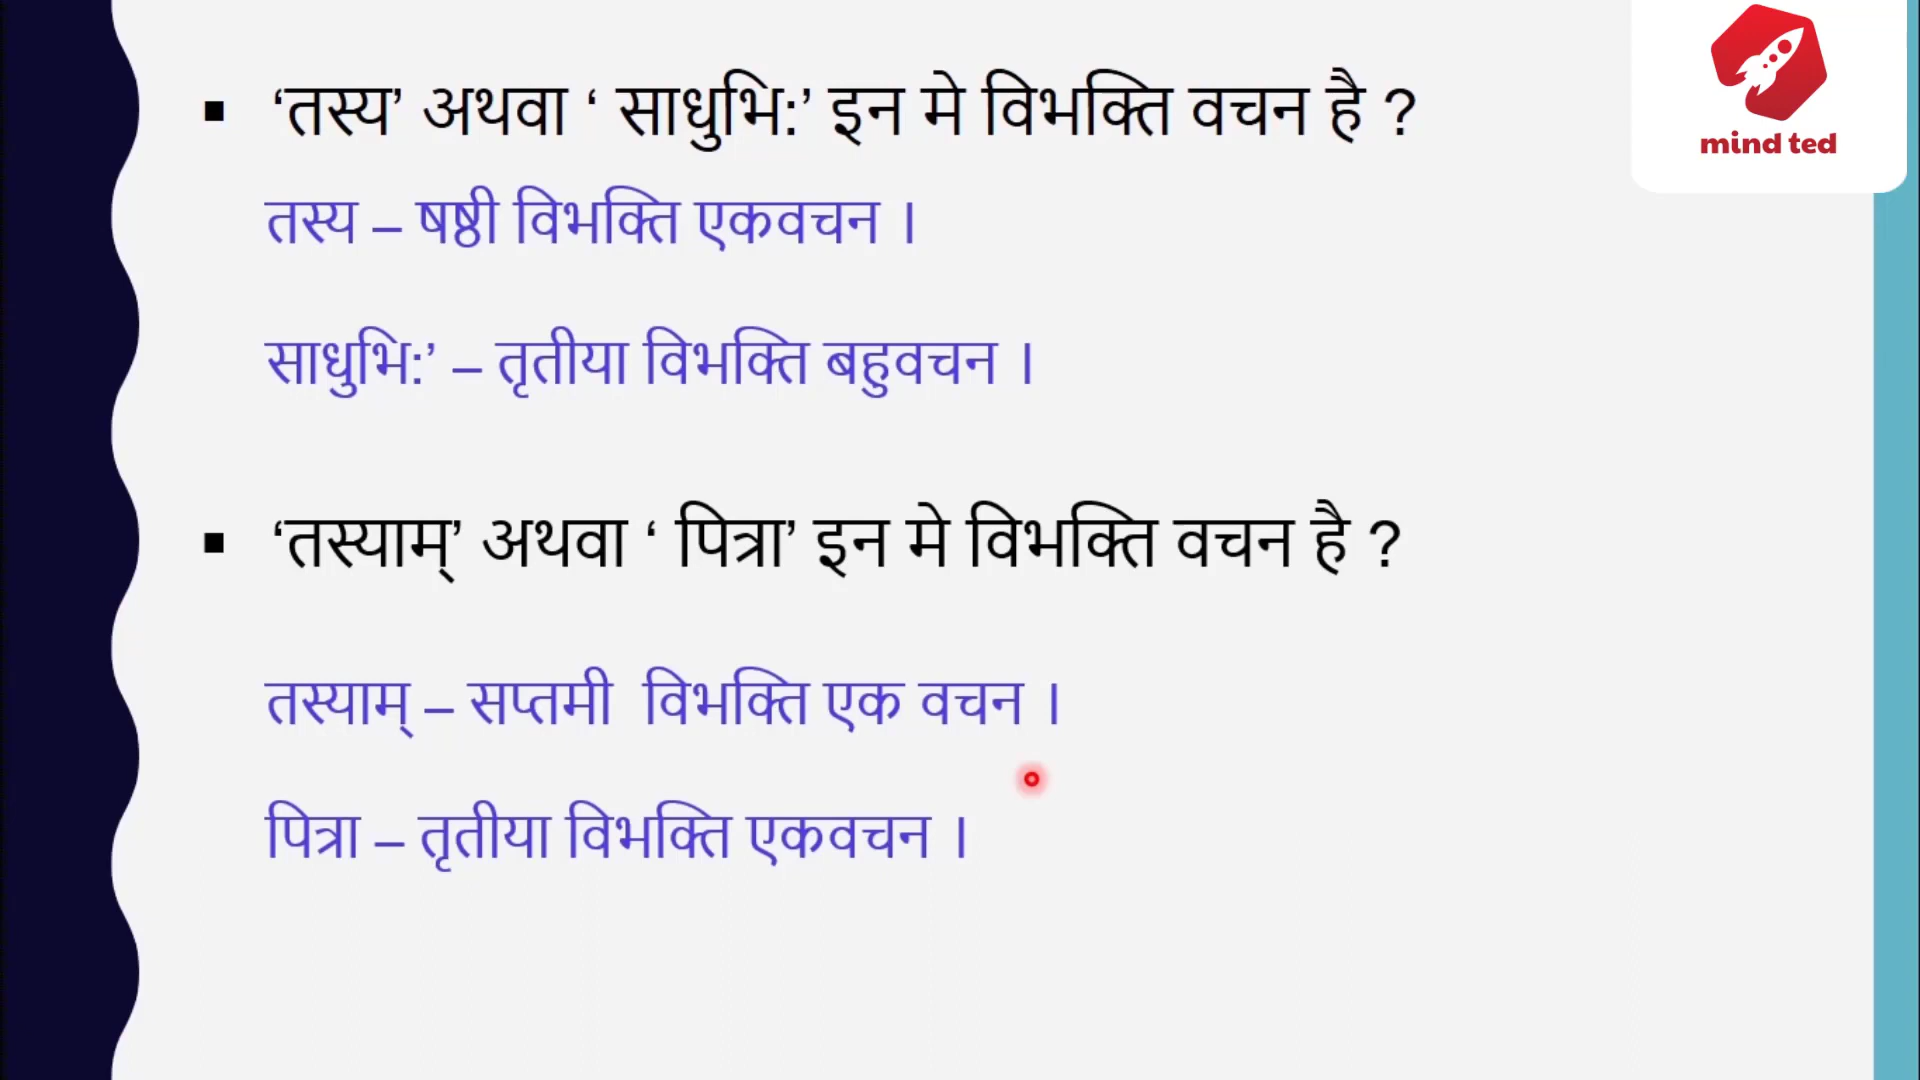 ‘तस्य’ अथवा ‘ साधुभि:’ इन मे विभक्ति वचन है ?
mind ted
तस्य – षष्ठी विभक्ति एकवचन ।
साधुभि:’ – तृतीया विभक्ति बहुवचन ।
‘तस्याम्’ अथवा ‘ पित्रा’ इन मे विभक्ति वचन है ?
तस्याम् – सप्तमी  विभक्ति एक वचन ।
पित्रा – तृतीया विभक्ति एकवचन ।